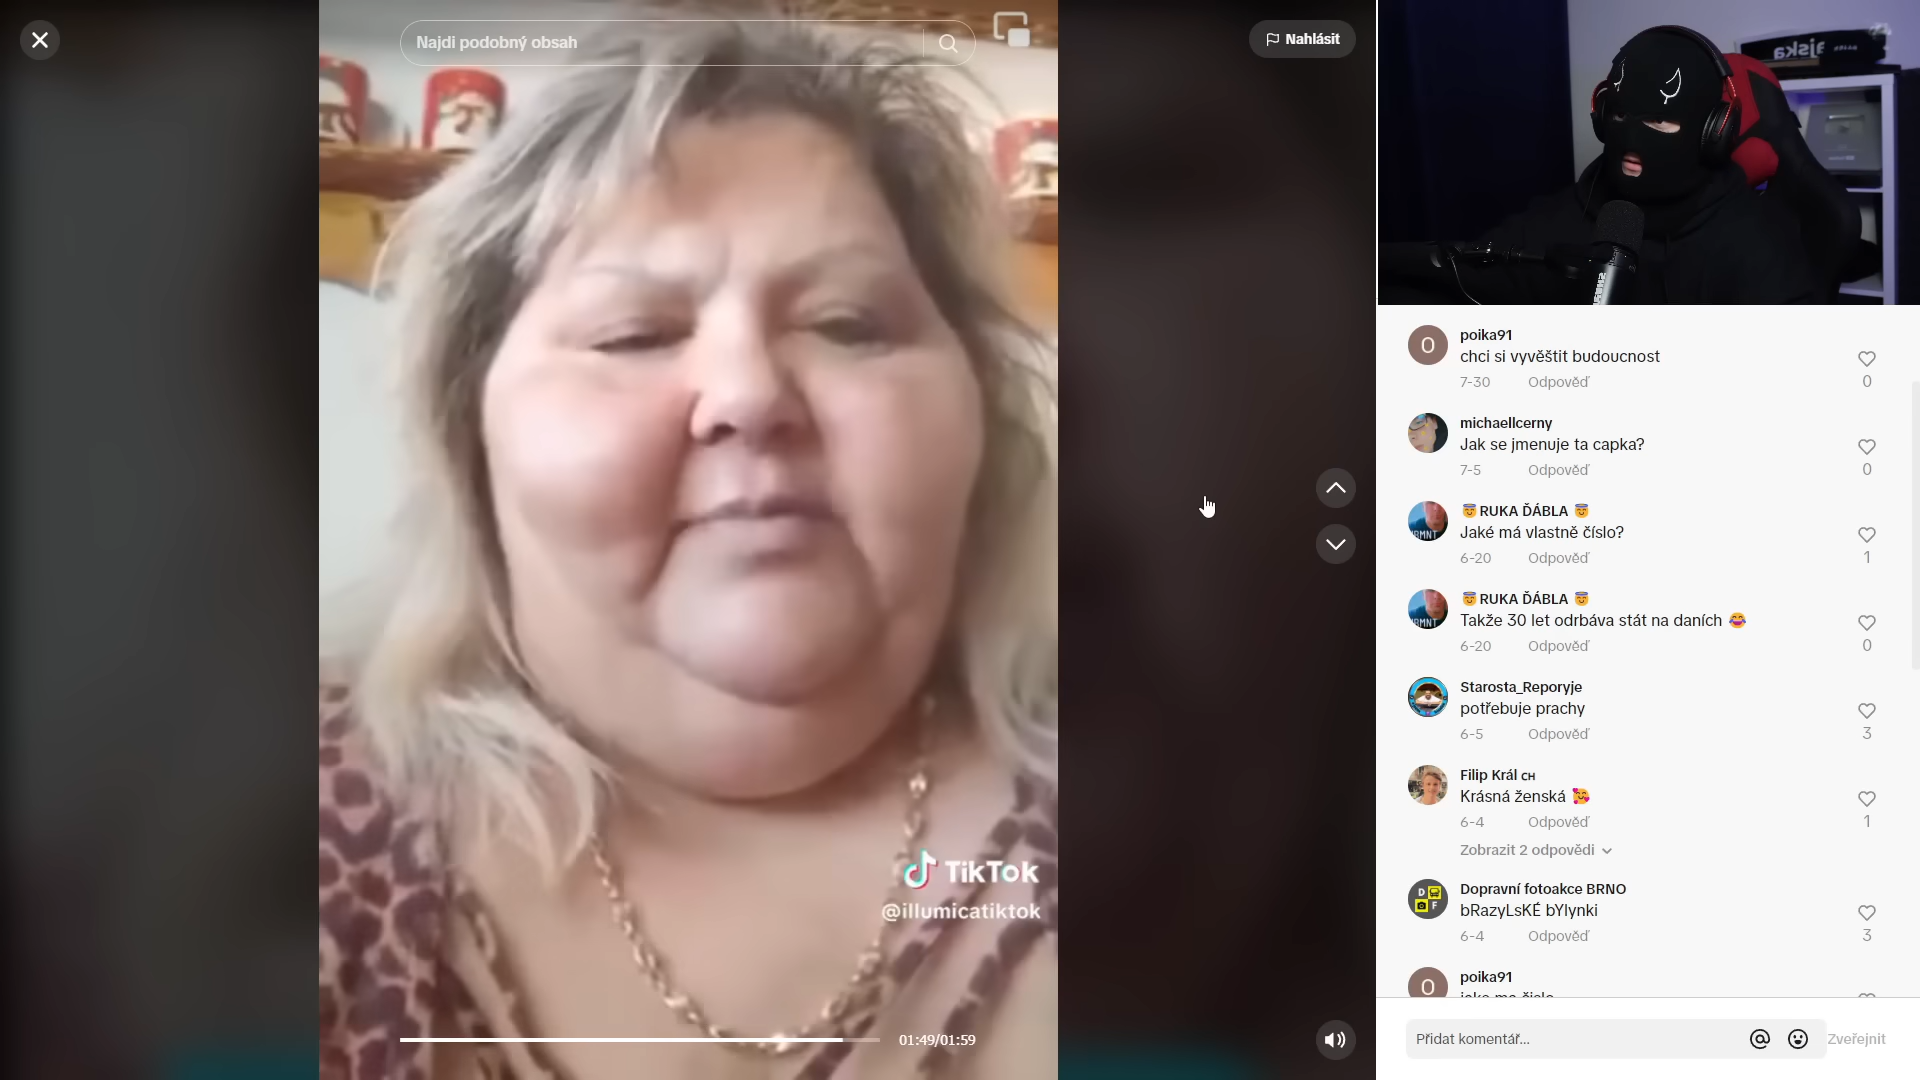 Najdi podobný obsah
Nahlásit
TikTok
@illumicatiktok
01:49/01:59
poika91
chci si vyvěštit budoucnost
7-30 Odpověď
0
michaellcerny
Jak se jmenuje ta capka?
7-5 Odpověď
0
😇RUKA ĎÁBLA 😇
Jaké má vlastně číslo?
6-20 Odpověď
1
😇RUKA ĎÁBLA 😇
Takže 30 let odrbáva stát na daních 😂
6-20 Odpověď
0
Starosta_Reporyje
potřebuje prachy
6-5 Odpověď
3
Filip Král ᴄʜ
Krásná ženská 🥰
6-4 Odpověď
1
Zobrazit 2 odpovědi
Dopravní fotoakce BRNO
bRazyLsKÉ bYlynki
6-4 Odpověď
3
poika91
Přidat komentář...
Zveřejnit